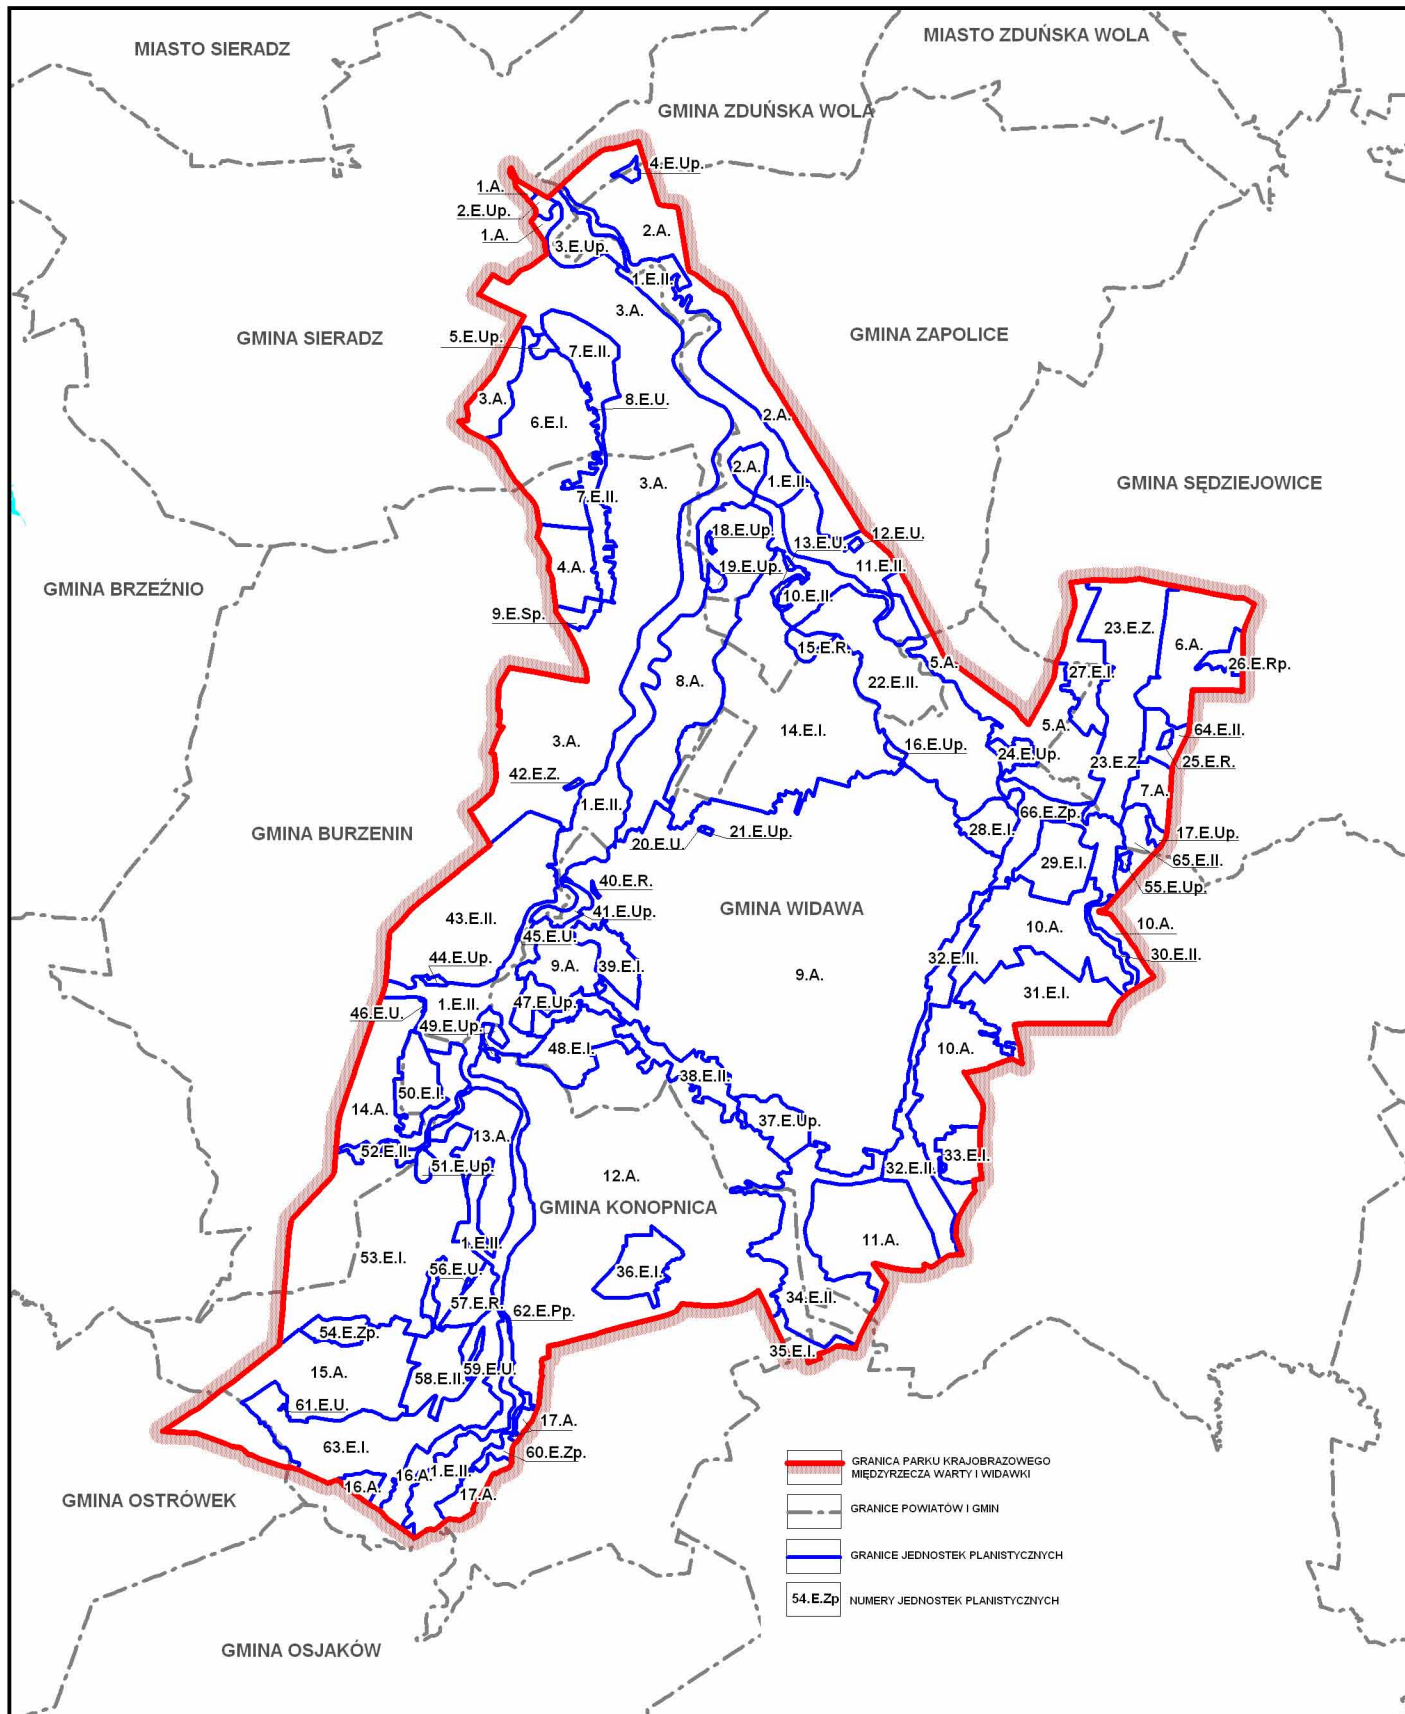 MIASTO SIERADZ
MIASTO ZDUŃSKA WOLA
GMINA ZDUŃSKA WOLA
4.E.Up.
1.A.
2.E.Up.
1.A.
2.A.
3.E.Up.
1.E.II.
3.A.
GMINA SIERADZ
GMINA ZAPOLICE
5.E.Up.
7.E.II.
3.A.
8.E.U.
6.E.I.
2.A.
2.A.
1.E.II.
3.A.
7.E.II.
GMINA SĘDZIEJOWICE
18.E.Up.
13.E.U.
12.E.U.
11.E.II.
4.A.
19.E.Up.
10.E.II.
GMINA BRZEŹNIO
9.E.Sp.
23.E.Z.
6.A.
15.E.R.
5.A.
27.E.I.
26.E.Rp.
8.A.
22.E.II.
5.A.
14.E.I.
64.E.II.
3.A.
16.E.Up.
24.E.Up.
23.E.Z.
25.E.R.
42.E.Z.
7.A.
1.E.II.
66.E.Zp.
GMINA BURZENIN
28.E.I.
21.E.Up.
20.E.U.
17.E.Up.
29.E.I.
65.E.II.
40.E.R.
55.E.Up.
GMINA WIDAWA
43.E.II.
41.E.Up.
10.A.
10.A.
45.E.U.
30.E.II.
44.E.Up.
9.A.
39.E.I.
32.E.II.
9.A.
31.E.I.
1.E.II.
47.E.Up.
46.E.U.
49.E.Up.
48.E.I.
10.A.
38.E.II.
50.E.I.
14.A.
37.E.Up.
13.A.
52.E.II.
33.E.I.
51.E.Up.
32.E.II.
12.A.
GMINA KONOPNICA
11.A.
1.E.II.
53.E.I.
56.E.U.
36.E.I.
34.E.II.
57.E.R.
62.E.Pp.
54.E.Zp.
35.E.I.
15.A.
59.E.U.
58.E.II.
61.E.U.
17.A.
63.E.I.
60.E.Zp.
1.E.II.
16.A.
16.A.
17.A.
GMINA OSTRÓWEK
GMINA OSJAKÓW
GRANICA PARKU KRAJOBRAZOWEGO
MIĘDZYRZECZA WARTY I WIDAWKI
GRANICE POWIATÓW I GMIN
GRANICE JEDNOSTEK PLANISTYCZNYCH
54.E.Zp
NUMERY JEDNOSTEK PLANISTYCZNYCH